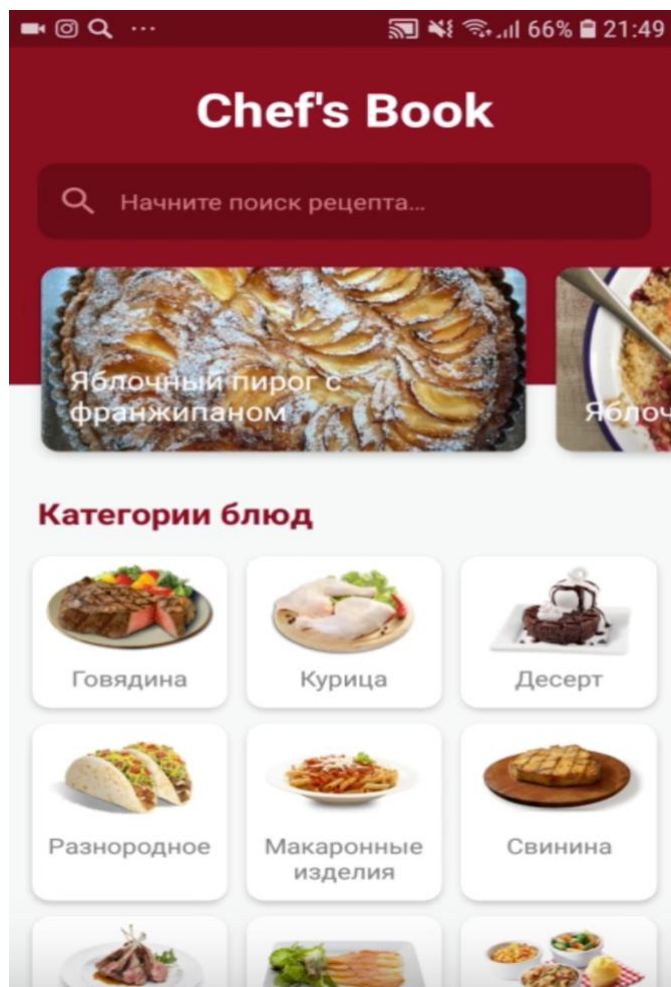 66% 21:49
Chef's Book
Начните поиск рецепта...
Яблочный пирог с
франжипаном
Яблоч
Категории блюд
Говядина
Курица
Десерт
Разнородное
Макаронные
изделия
Свинина